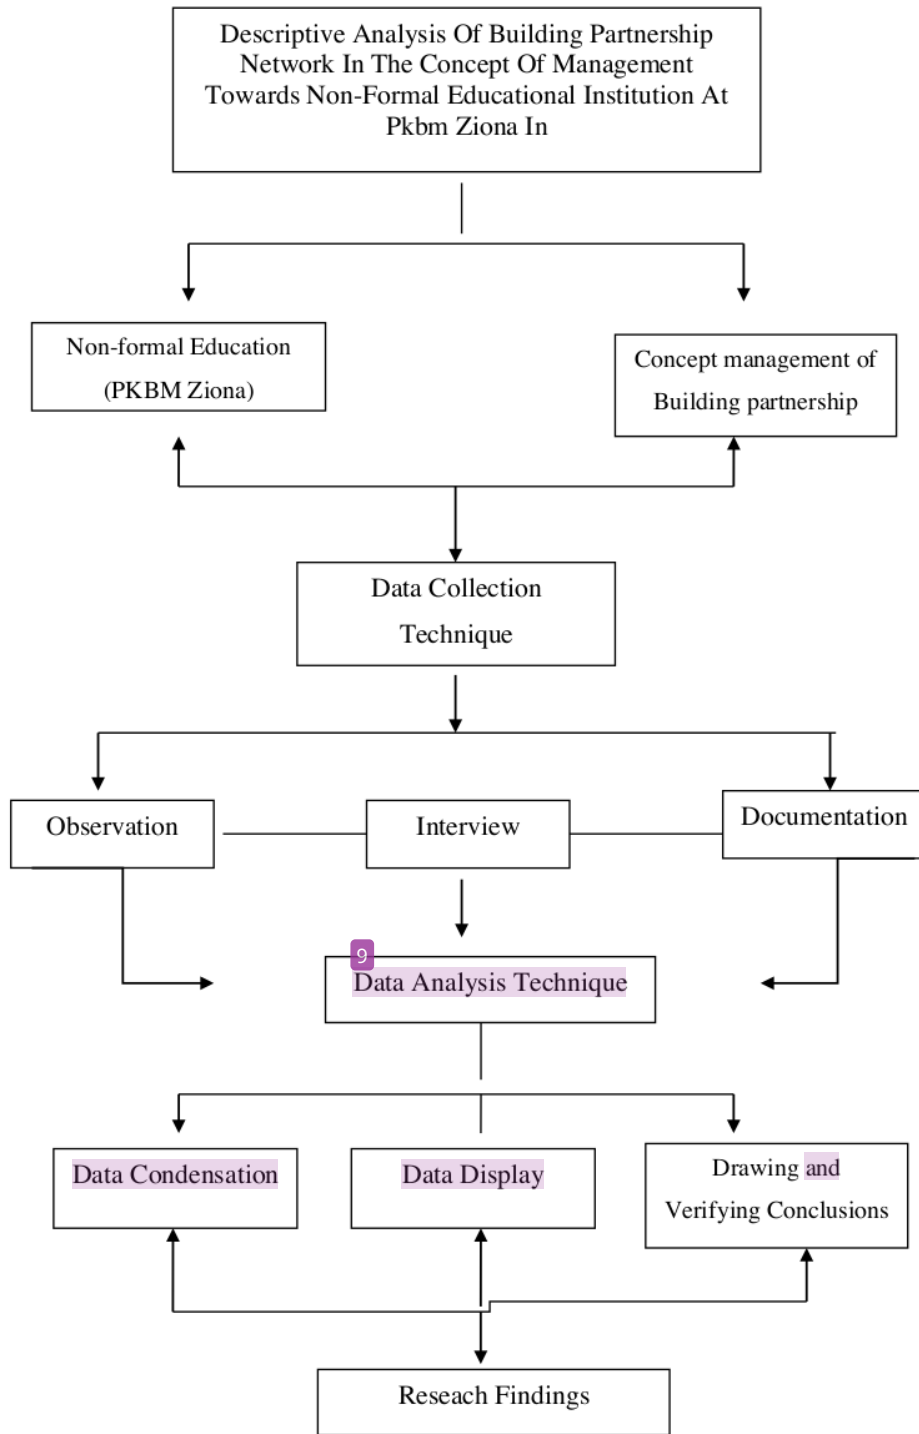 Descriptive Analysis Of Building Partnership
Network In The Concept Of Management
Towards Non-Formal Educational Institution At
Pkbm Ziona In
Non-formal Education
(PKBM Ziona)
Concept management of
Building partnership
Data Collection
Technique
Observation
Interview
Documentation
9
Data Analysis Technique
Data Condensation
Data Display
Drawing and
Verifying Conclusions
Reseach Findings